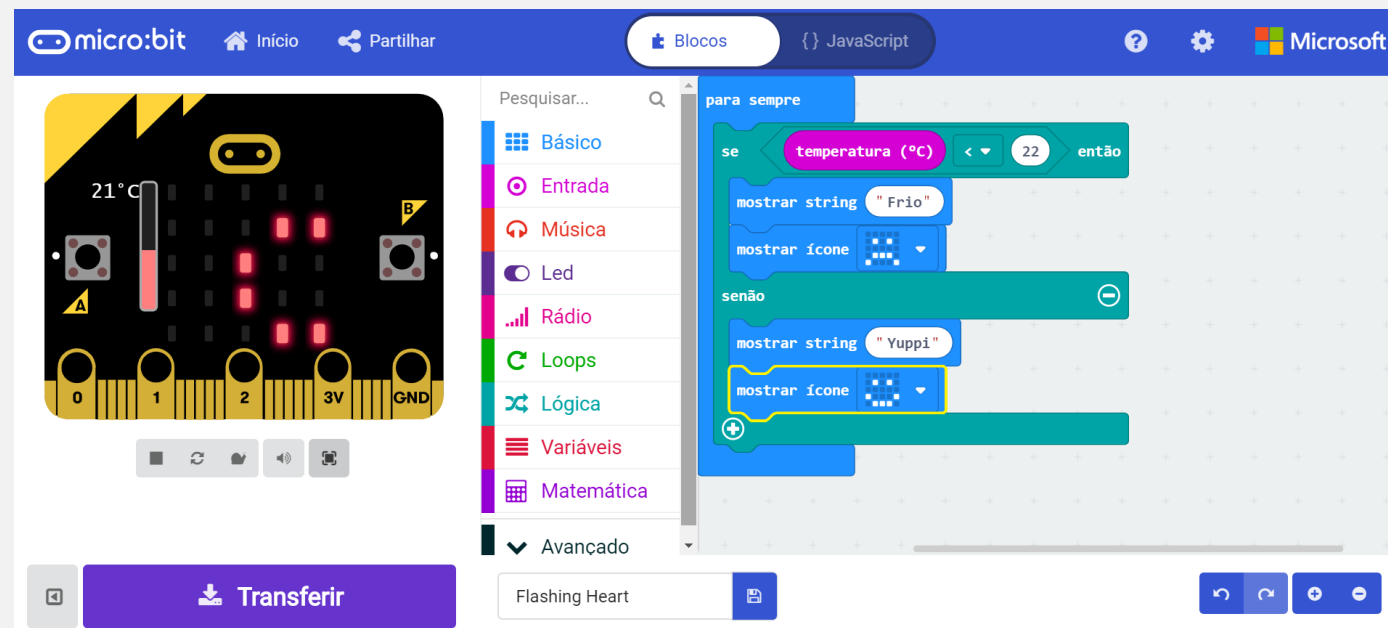 micro:bit Início Partilhar Blocos {} JavaScript ? Microsoft
21°C
B
A
0 1 2 3V GND
Pesquisar...
Básico
Entrada
Música
Led
Rádio
Loops
Lógica
Variáveis
Matemática
Avançado
para sempre
se temperatura (°C) < 22 então
mostrar string "Frio"
mostrar ícone
senão
mostrar string "Yuppi"
mostrar ícone
Transferir
Flashing Heart